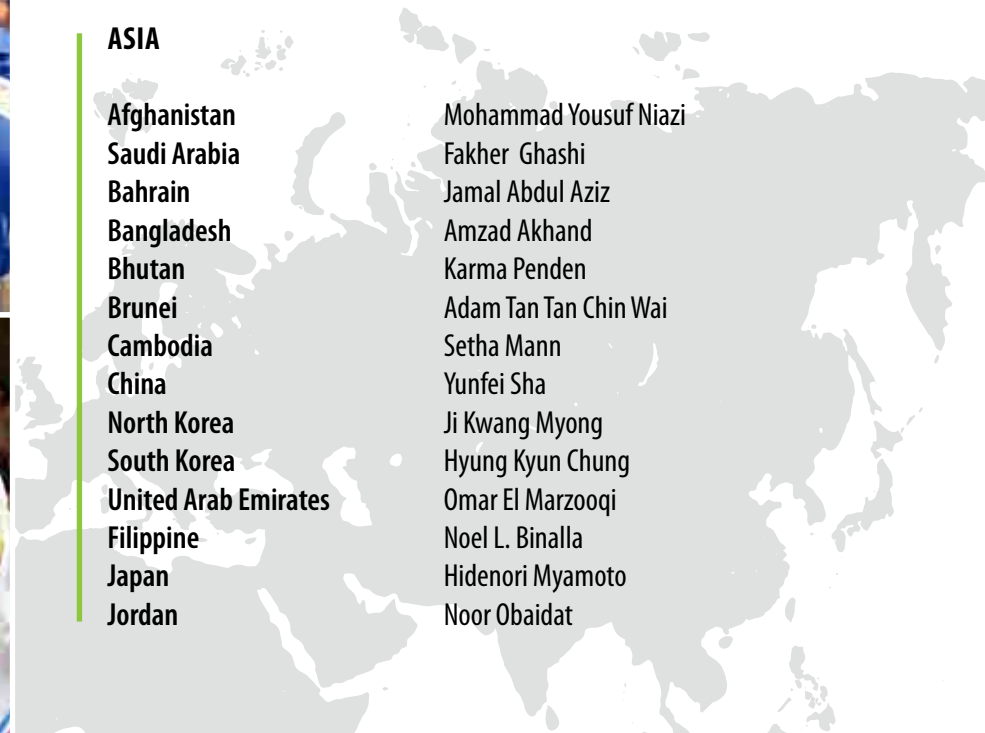 ASIA
Afghanistan Mohammad Yousuf Niazi
Saudi Arabia Fakher Ghashi
Bahrain Jamal Abdul Aziz
Bangladesh Amzad Akhand
Bhutan Karma Penden
Brunei Adam Tan Tan Chin Wai
Cambodia Setha Mann
China Yunfei Sha
North Korea Ji Kwang Myong
South Korea Hyung Kyun Chung
United Arab Emirates Omar El Marzooqi
Filippine Noel L. Binalla
Japan Hidenori Myamoto
Jordan Noor Obaidat